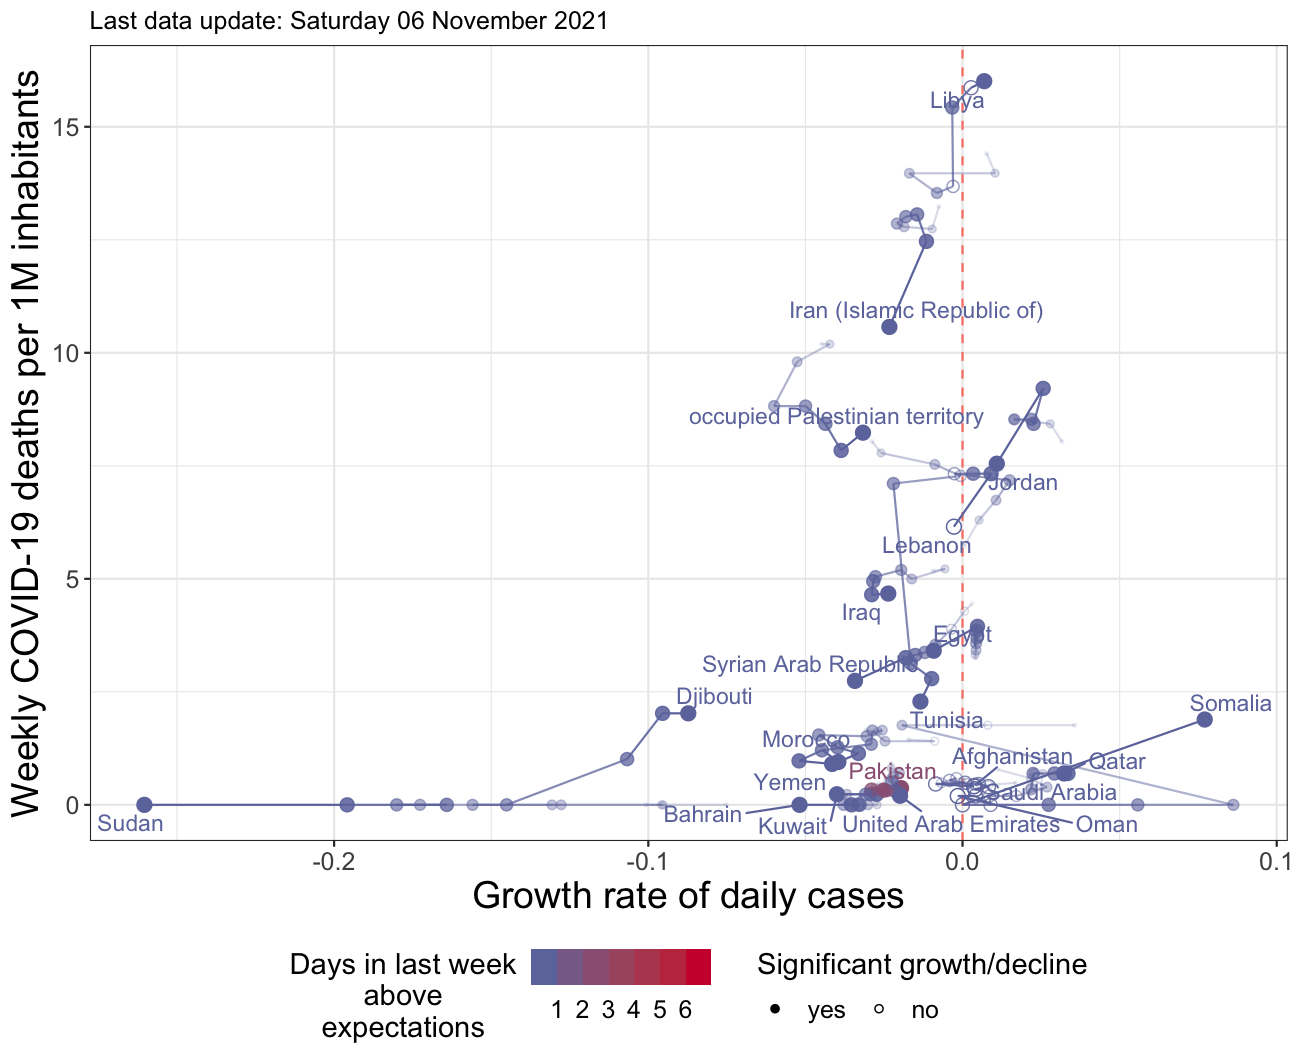 Last data update: Saturday 06 November 2021
Weekly COVID-19 deaths per 1M inhabitants
15
10
5
0
Libya
Iran (Islamic Republic of)
occupied Palestinian territory
Jordan
Lebanon
Iraq
Egypt
Syrian Arab Republic
Djibouti
Somalia
Tunisia
Morocco
Afghanistan
Qatar
Pakistan
Yemen
Saudi Arabia
Bahrain
Kuwait
United Arab Emirates
Oman
Sudan
-0.2
-0.1
0.0
0.1
Growth rate of daily cases
Days in last week
above
expectations
1 2 3 4 5 6
Significant growth/decline
yes
no